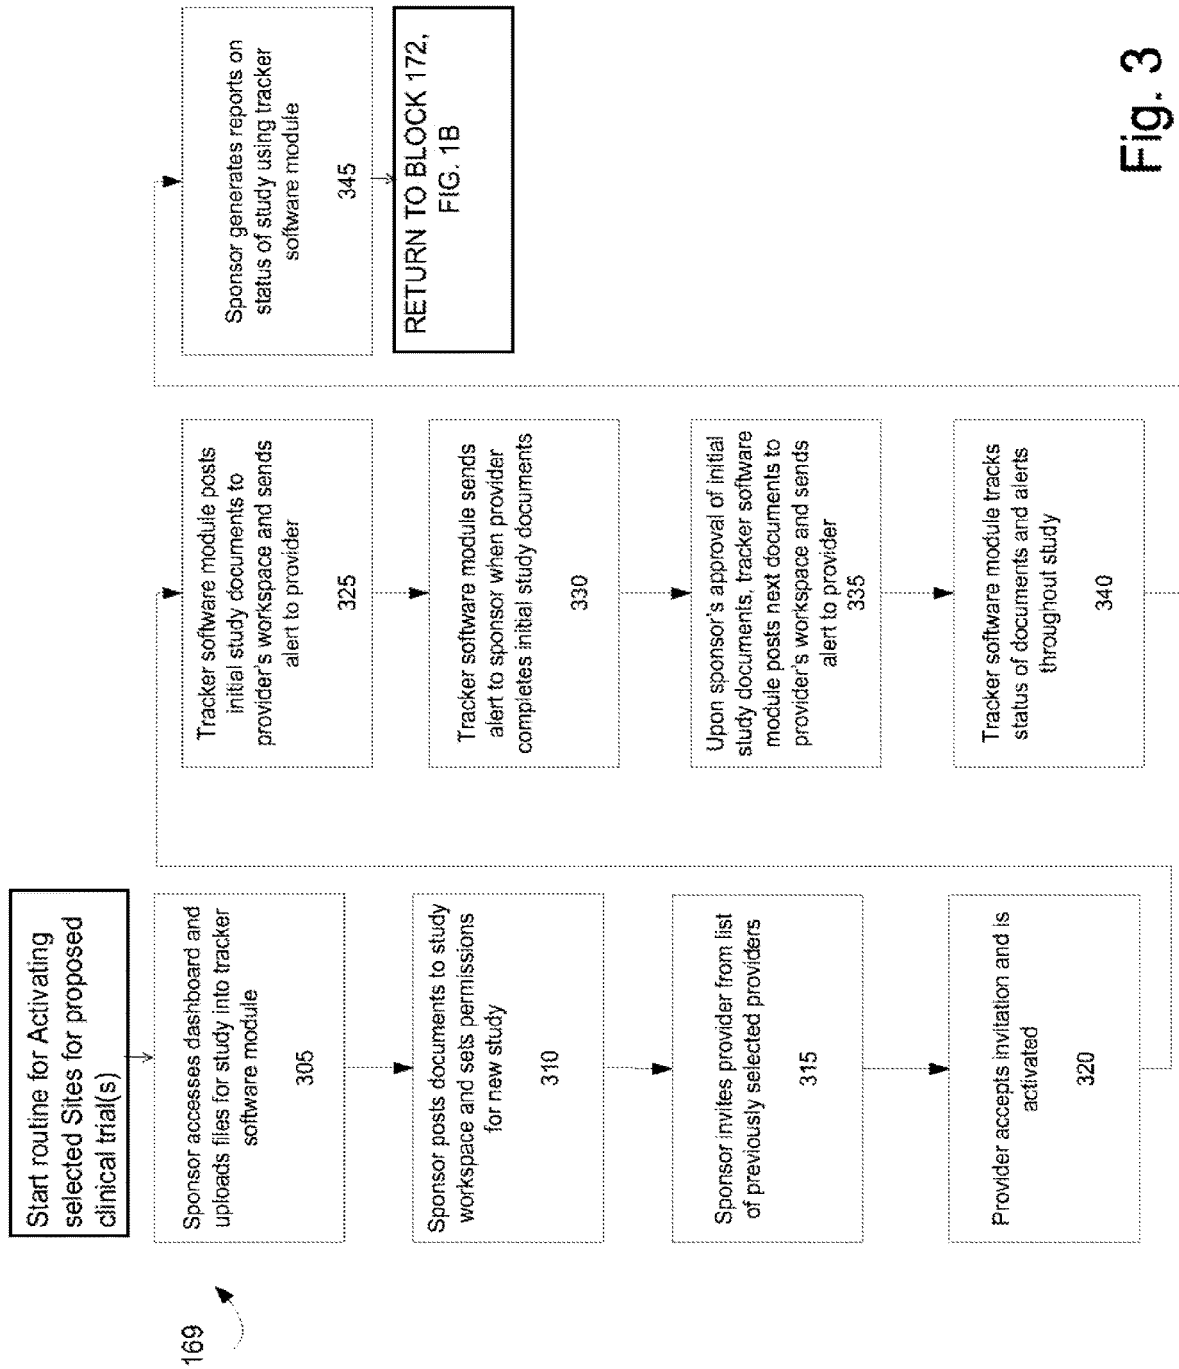 169
Start routine for Activating
selected Sites for proposed
clinical trial(s)
Sponsor accesses dashboard and
uploads files for study into tracker
software module
305
Sponsor posts documents to study
workspace and sets permissions
for new study
310
Sponsor invites provider from list
of previously selected providers
315
Provider accepts invitation and is
activated
320
Tracker software module posts
initial study documents to
provider's workspace and sends
alert to provider
325
Tracker software module sends
alert to sponsor when provider
completes initial study documents
330
Upon sponsor's approval of initial
study documents, tracker software
module posts next documents to
provider's workspace and sends
alert to provider
335
Tracker software module tracks
status of documents and alerts
throughout study
340
Sponsor generates reports on
status of study using tracker
software module
345
RETURN TO BLOCK 172,
FIG. 1B
Fig. 3